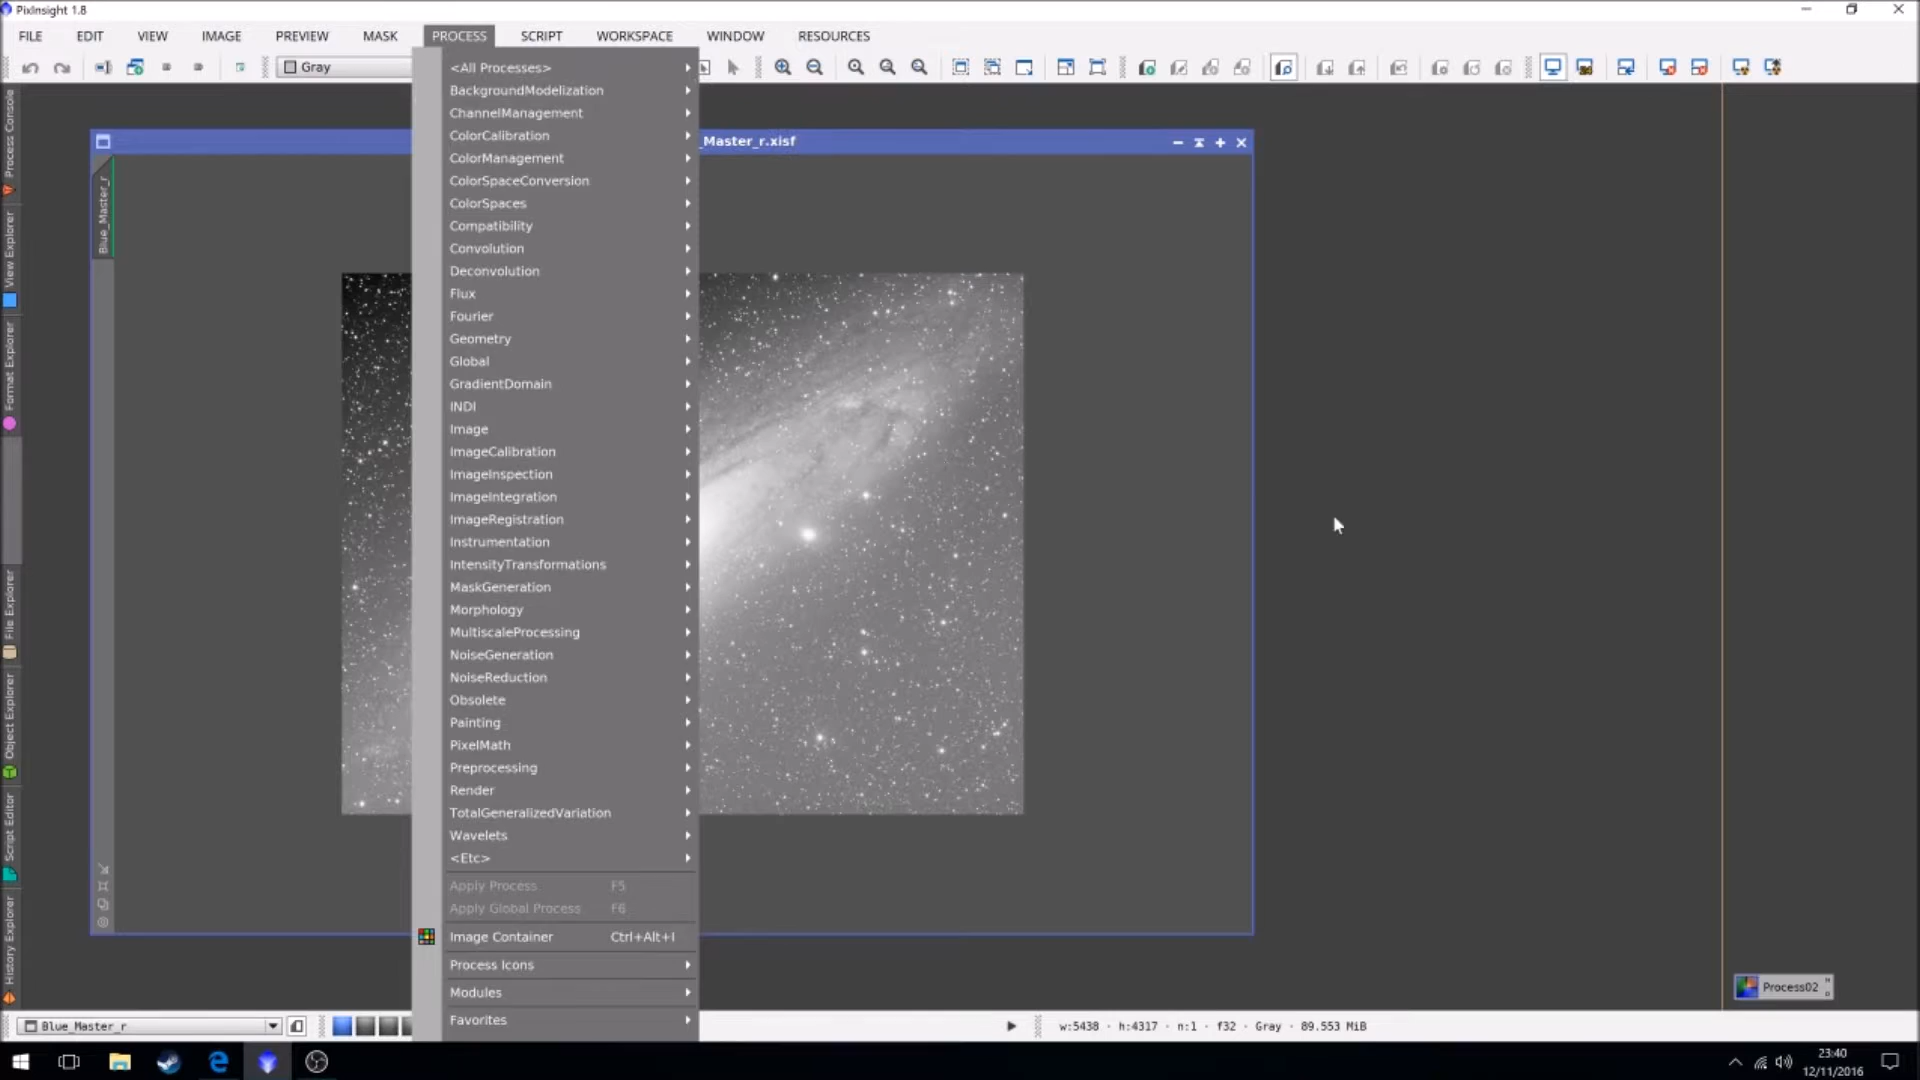 PixInsight 1.8
FILE EDIT VIEW IMAGE PREVIEW MASK PROCESS SCRIPT WORKSPACE WINDOW RESOURCES
Gray
<All Processes>
BackgroundModelization
ChannelManagement
ColorCalibration
ColorManagement
ColorSpaceConversion
ColorSpaces
Compatibility
Convolution
Deconvolution
Flux
Fourier
Geometry
Global
GradientDomain
INDI
Image
ImageCalibration
ImageInspection
ImageIntegration
ImageRegistration
Instrumentation
IntensityTransformations
MaskGeneration
Morphology
MultiscaleProcessing
NoiseGeneration
NoiseReduction
Obsolete
Painting
PixelMath
Preprocessing
Render
TotalGeneralizedVariation
Wavelets
<Etc>
Apply Process F5
Apply Global Process F6
Image Container Ctrl+Alt+I
Process Icons
Modules
Favorites
_Master_r.xisf
Blue_Master_r
Process Console
View Explorer
Format Explorer
File Explorer
Object Explorer
Script Editor
History Explorer
Process02
Blue_Master_r
w:5438 · h:4317 · n:1 · f32 · Gray · 89.553 MiB
23:40
12/11/2016